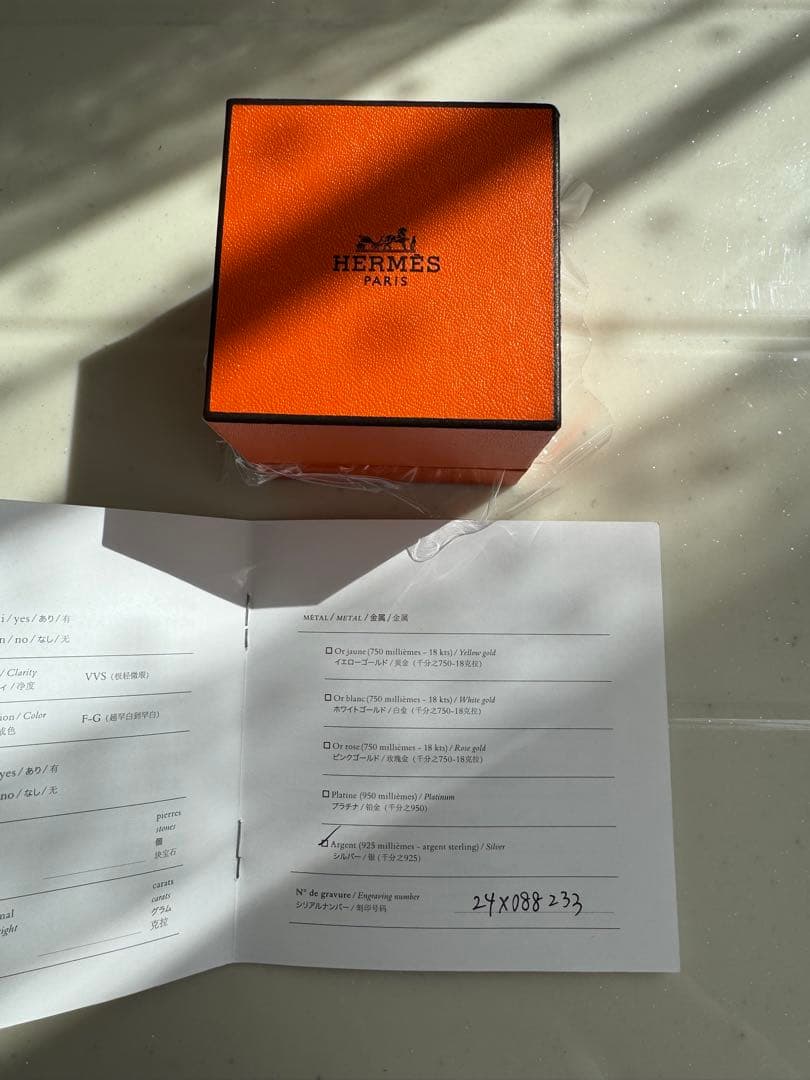 HERMÈS
PARIS
i / yes / あり / 有
n / no / なし / 无
/ Clarity
ィ / 净度
VVS (极轻微瑕)
ion / Color
成色
F-G (趋罕白到罕白)
yes / あり / 有
no / なし / 无
pierres
stones
個
块宝石
carats
carats
グラム
克拉
nal
ight
MÉTAL / METAL / 金属 / 金属
Or jaune (750 millièmes - 18 kts) / Yellow gold
イエローゴールド / 黄金 (千分之750-18克拉)
Or blanc (750 millièmes - 18 kts) / White gold
ホワイトゴールド / 白金 (千分之750-18克拉)
Or rose (750 millièmes - 18 kts) / Rose gold
ピンクゴールド / 玫瑰金 (千分之750-18克拉)
Platine (950 millièmes) / Platinum
プラチナ / 铂金 (千分之950)
Argent (925 millièmes - argent sterling) / Silver
シルバー / 银 (千分之925)
N° de gravure / Engraving number
シリアルナンバー / 刻印号码
24X088233